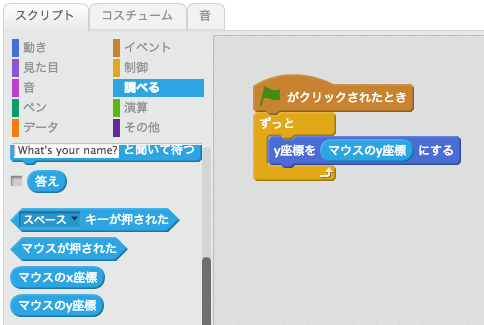 スクリプト コスチューム 音
動き イベント
見た目 制御
音 調べる
ペン 演算
データ その他
What's your name? と聞いて待つ
答え
スペース キーが押された
マウスが押された
マウスのx座標
マウスのy座標
がクリックされたとき
ずっと
y座標を マウスのy座標 にする